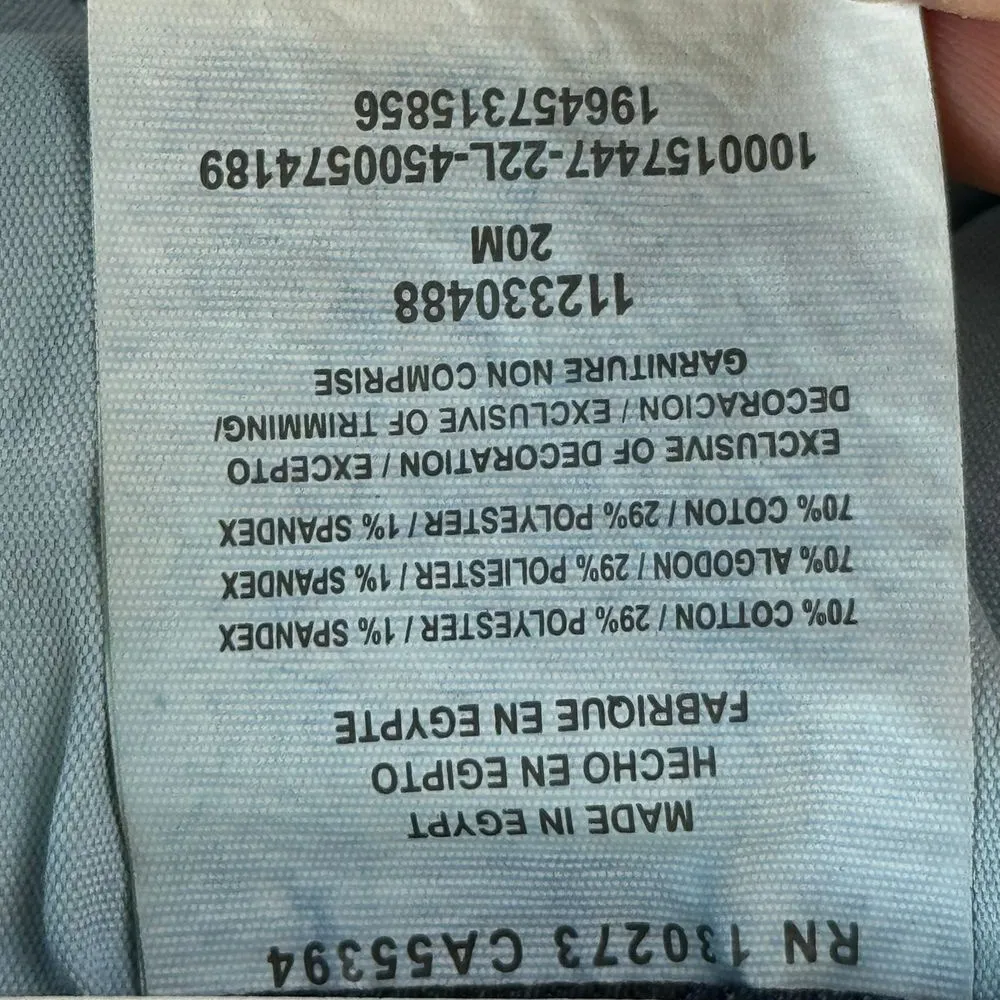 RN 130273 CA55394
MADE IN EGYPT
HECHO EN EGIPTO
FABRIQUE EN EGYPTE
70% COTTON / 29% POLYESTER / 1% SPANDEX
70% ALGODON / 29% POLIESTER / 1% SPANDEX
70% COTON / 29% POLYESTER / 1% SPANDEX
EXCLUSIVE OF DECORATION / EXCEPTO
DECORACION / EXCLUSIVE OF TRIMMING/
GARNITURE NON COMPRISE
112330488
20M
1000157447-22L-4500574189
196457315856